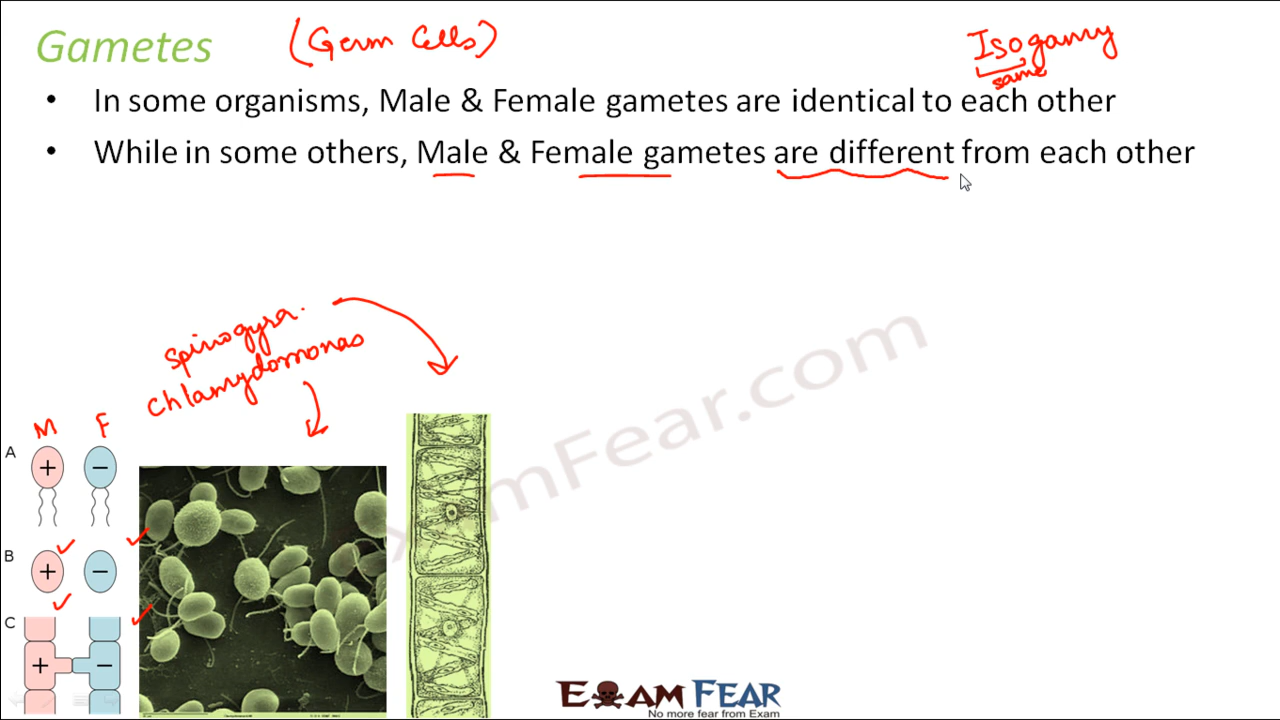 Gametes (Germ Cells)
Isogamy
same
• In some organisms, Male & Female gametes are identical to each other
• While in some others, Male & Female gametes are different from each other
Spirogyra
Chlamydomonas
M F
A
+ −
B
+ −
C
+ −
ExamFear.com
EXAM FEAR
No more fear from Exam